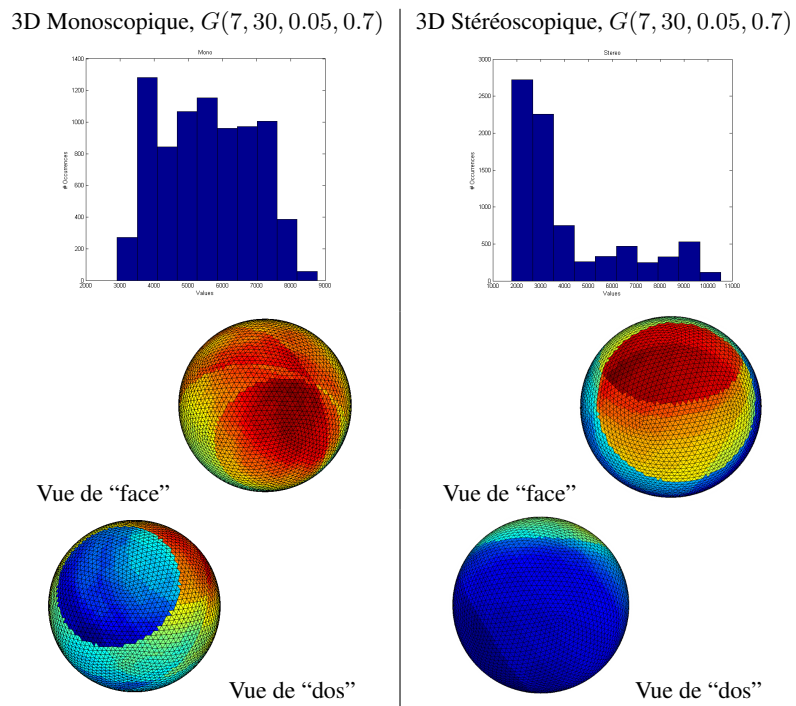 3D Monoscopique, G(7, 30, 0.05, 0.7)
Mono
1400
1200
1000
800
600
400
200
0
# Occurrences
2000 3000 4000 5000 6000 7000 8000 9000
Values
Vue de “face”
Vue de “dos”
3D Stéréoscopique, G(7, 30, 0.05, 0.7)
Stereo
3000
2500
2000
1500
1000
500
0
# Occurrences
1000 2000 3000 4000 5000 6000 7000 8000 9000 10000 11000
Values
Vue de “face”
Vue de “dos”